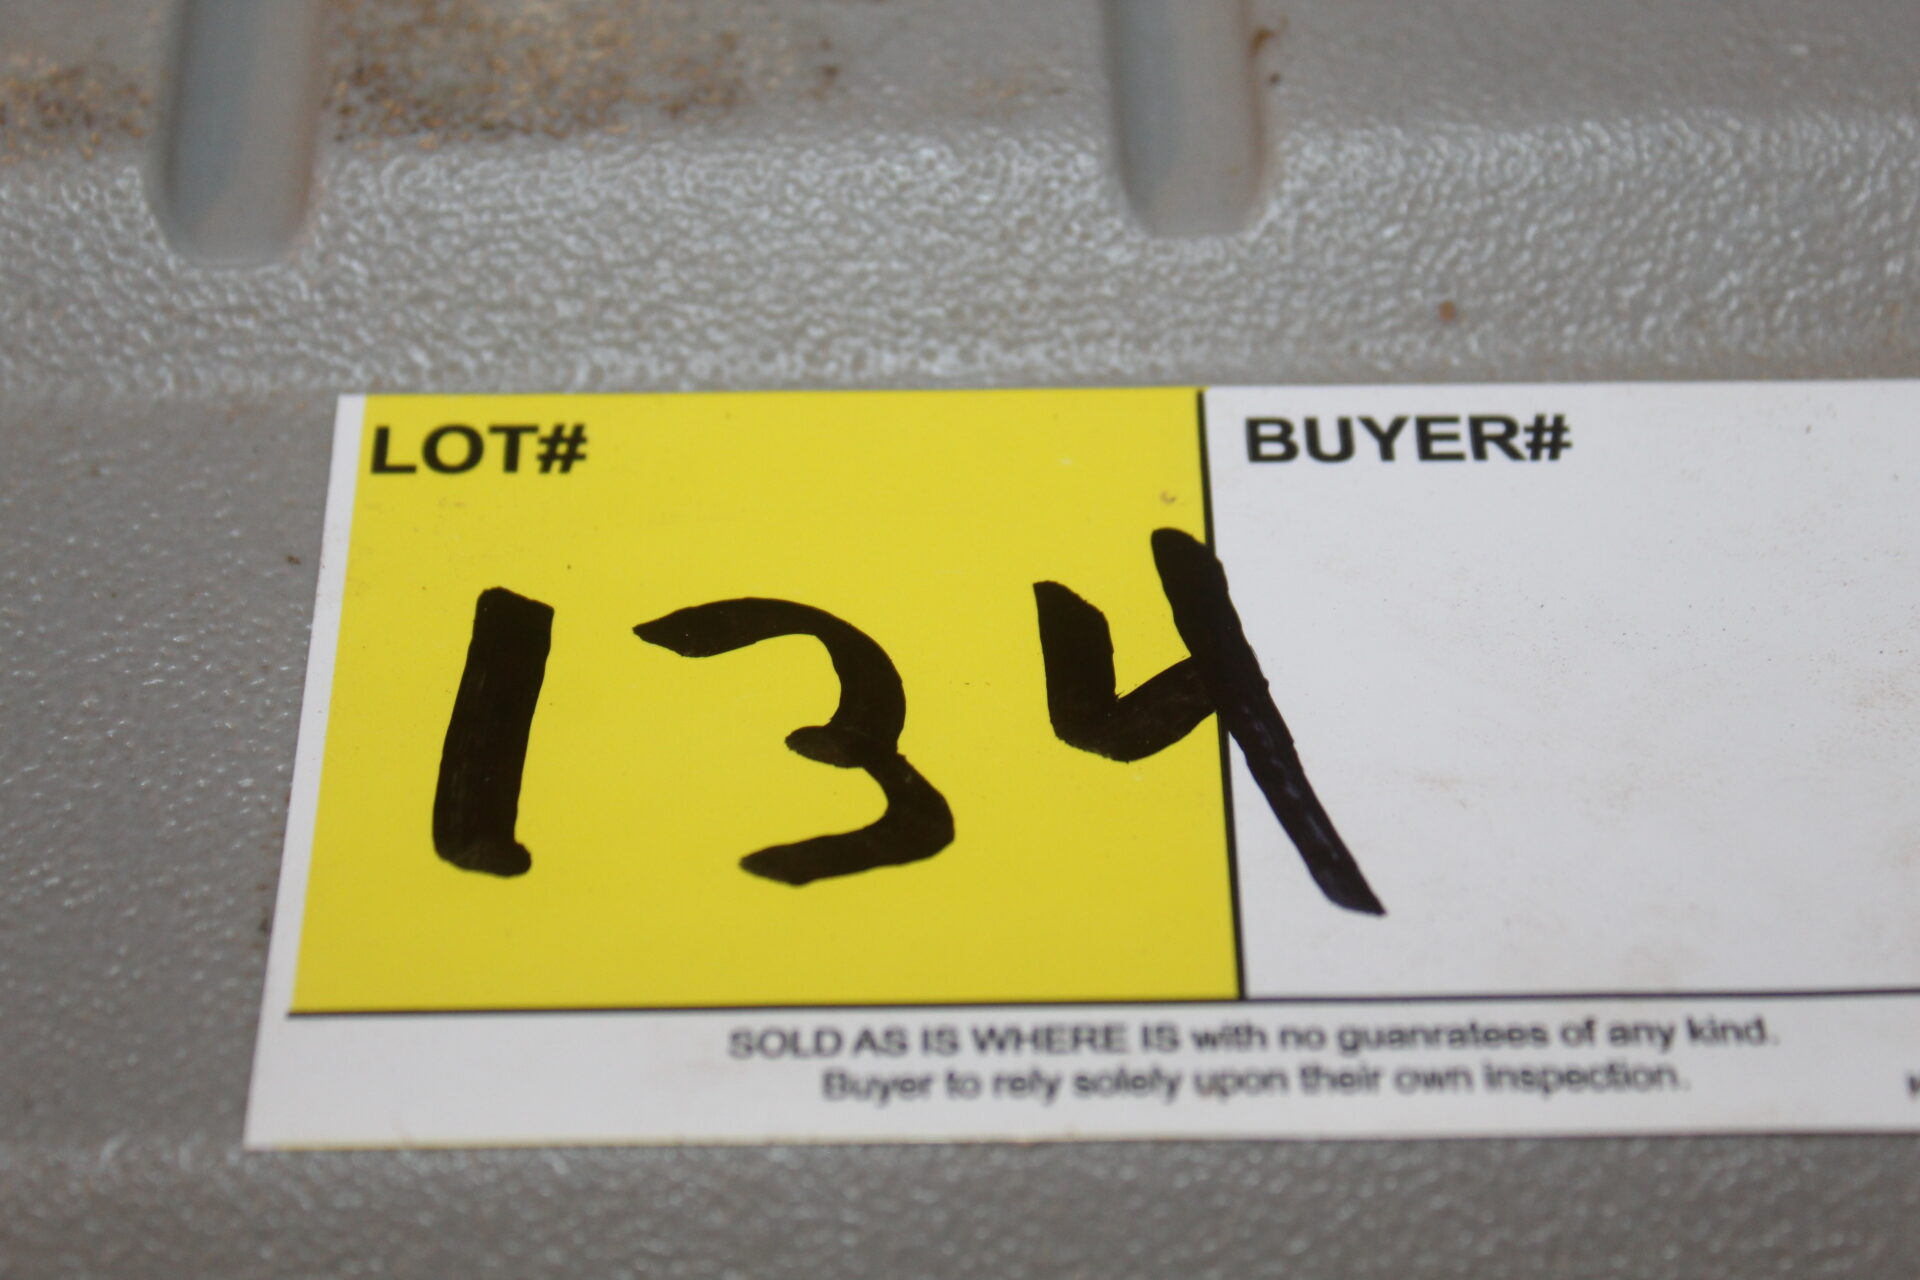 LOT#
BUYER#
134
SOLD AS IS WHERE IS with no guanratees of any kind.
Buyer to rely solely upon their own inspection.